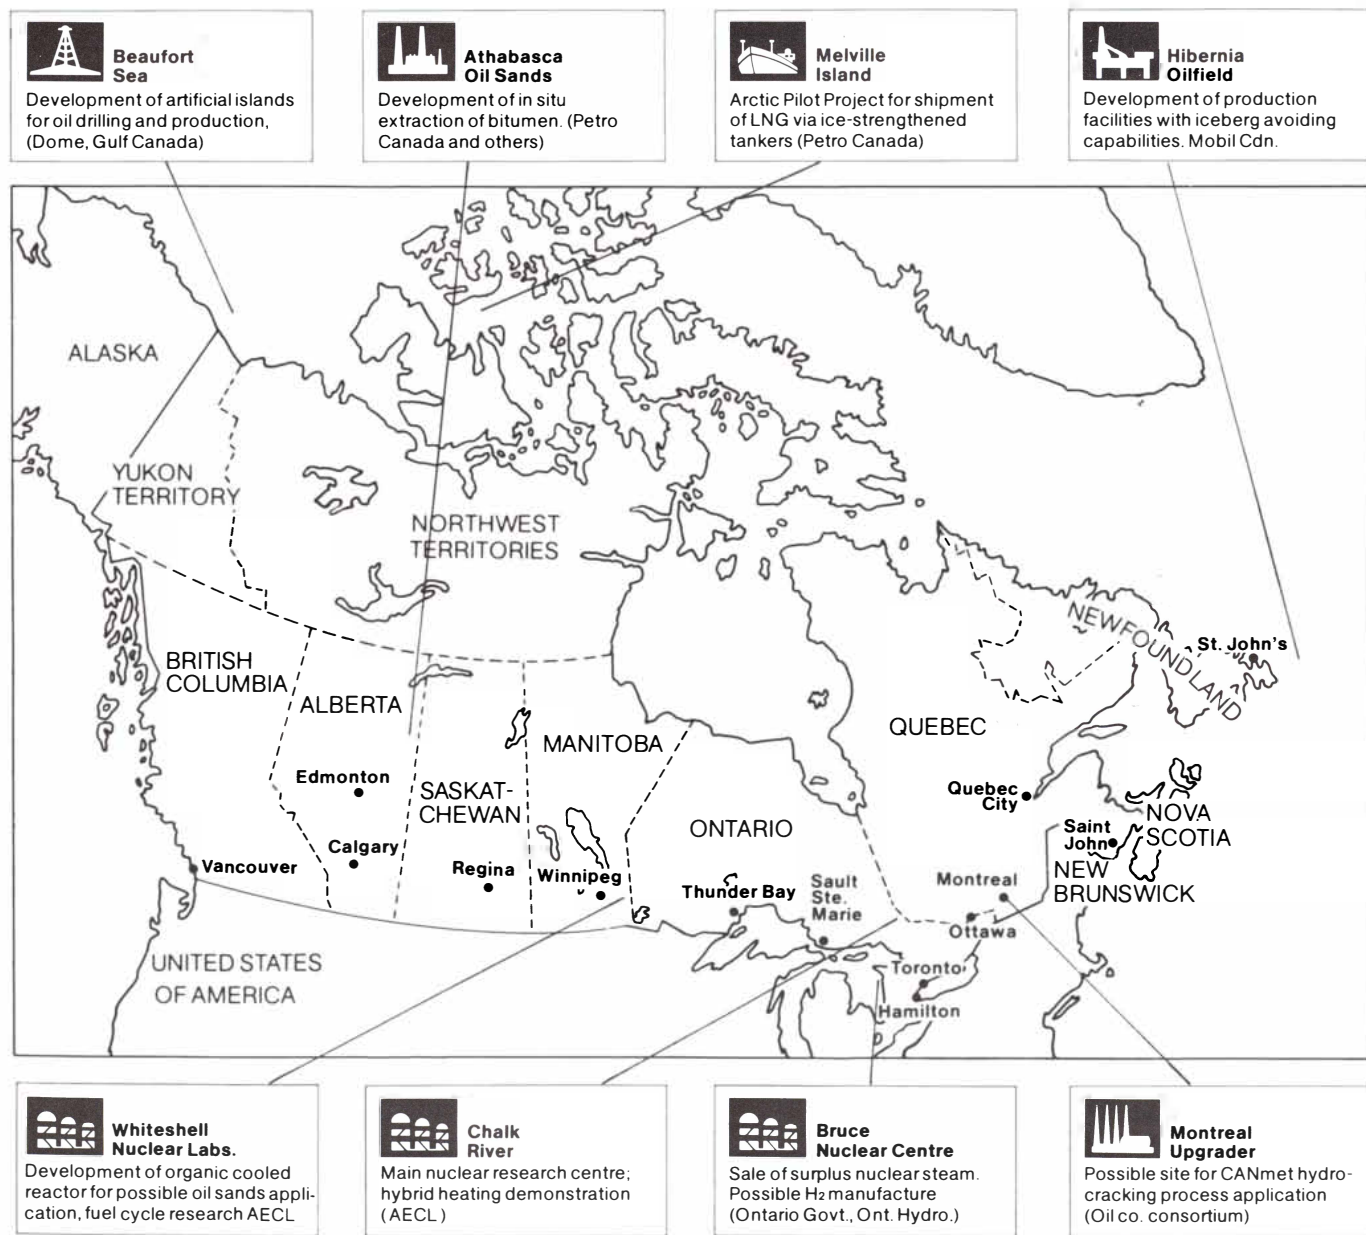 Beaufort
Sea
Development of artificial islands
for oil drilling and production,
(Dome, Gulf Canada)
Athabasca
Oil Sands
Development of in situ
extraction of bitumen. (Petro
Canada and others)
Melville
Island
Arctic Pilot Project for shipment
of LNG via ice-strengthened
tankers (Petro Canada)
Hibernia
Oilfield
Development of production
facilities with iceberg avoiding
capabilities. Mobil Cdn.
ALASKA
YUKON
TERRITORY
NORTHWEST
TERRITORIES
BRITISH
COLUMBIA
ALBERTA
Edmonton
Calgary
Vancouver
SASKAT-
CHEWAN
Regina
MANITOBA
Winnipeg
ONTARIO
Thunder Bay
Sault
Ste.
Marie
QUEBEC
Quebec
City
Montreal
Ottawa
Toronto
Hamilton
NEWFOUNDLAND
St. John's
Saint
John
NOVA
SCOTIA
NEW
BRUNSWICK
UNITED STATES
OF AMERICA
Whiteshell
Nuclear Labs.
Development of organic cooled
reactor for possible oil sands appli-
cation, fuel cycle research AECL
Chalk
River
Main nuclear research centre;
hybrid heating demonstration
(AECL)
Bruce
Nuclear Centre
Sale of surplus nuclear steam.
Possible H2 manufacture
(Ontario Govt., Ont. Hydro.)
Montreal
Upgrader
Possible site for CANmet hydro-
cracking process application
(Oil co. consortium)